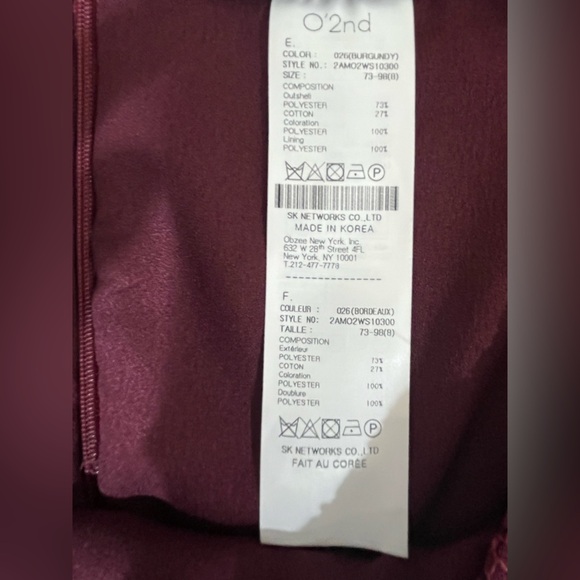 O'2nd
E.
COLOR : 026(BURGUNDY)
STYLE NO.: 2AMO2WS10300
SIZE : 73-98(8)
COMPOSITION
Outshell
POLYESTER 73%
COTTON 27%
Coloration
POLYESTER 100%
Lining
POLYESTER 100%
P
SK NETWORKS CO.,LTD
MADE IN KOREA
Obzee New York, Inc.
632 W 28th Street 4FL
New York, NY 10001
T.212-477-7779
F.
COULEUR : 026(BORDEAUX)
STYLE NO: 2AMO2WS10300
TAILLE : 73-98(8)
COMPOSITION
Extérieur
POLYESTER 73%
COTON 27%
Coloration
POLYESTER 100%
Doublure
POLYESTER 100%
P
SK NETWORKS CO.,LTD
FAIT AU CORÉE